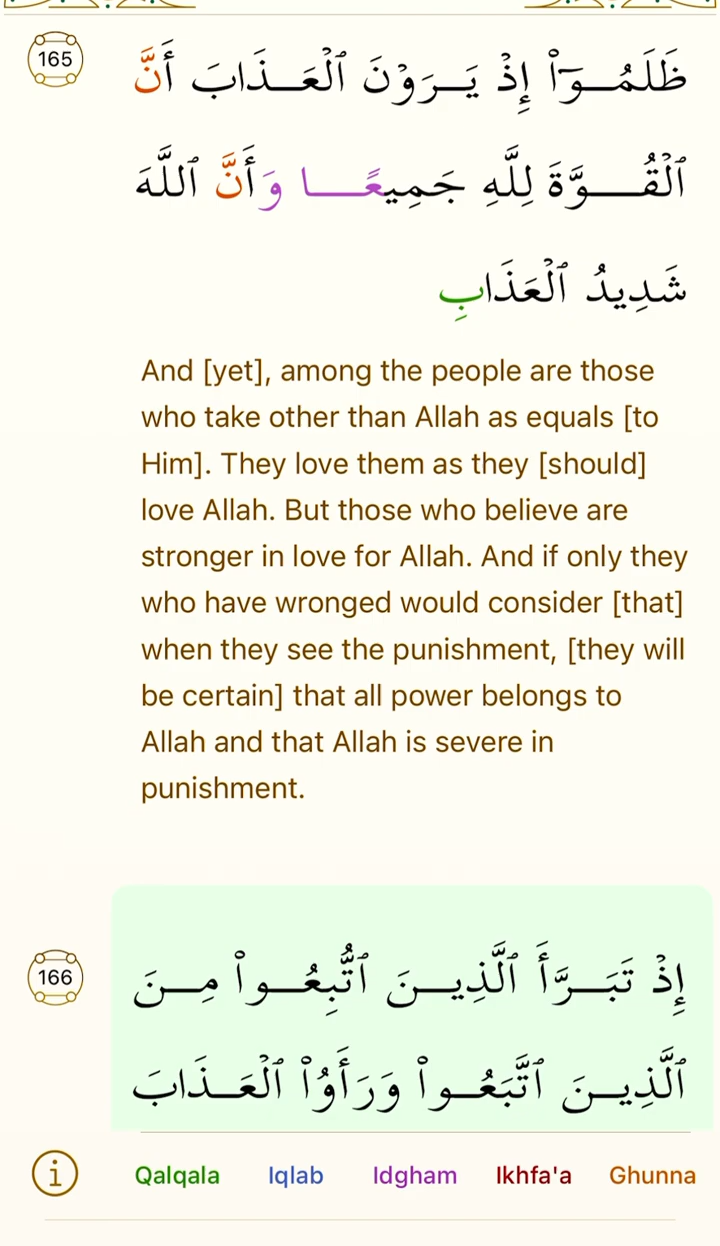 165
ظَلَمُوٓا۟ إِذْ يَرَوْنَ ٱلْعَذَابَ أَنَّ
ٱلْقُوَّةَ لِلَّهِ جَمِيعًا وَأَنَّ ٱللَّهَ
شَدِيدُ ٱلْعَذَابِ
And [yet], among the people are those
who take other than Allah as equals [to
Him]. They love them as they [should]
love Allah. But those who believe are
stronger in love for Allah. And if only they
who have wronged would consider [that]
when they see the punishment, [they will
be certain] that all power belongs to
Allah and that Allah is severe in
punishment.
166
إِذْ تَبَرَّأَ ٱلَّذِينَ ٱتُّبِعُوا۟ مِنَ
ٱلَّذِينَ ٱتَّبَعُوا۟ وَرَأَوُا۟ ٱلْعَذَابَ
i Qalqala Iqlab Idgham Ikhfa'a Ghunna